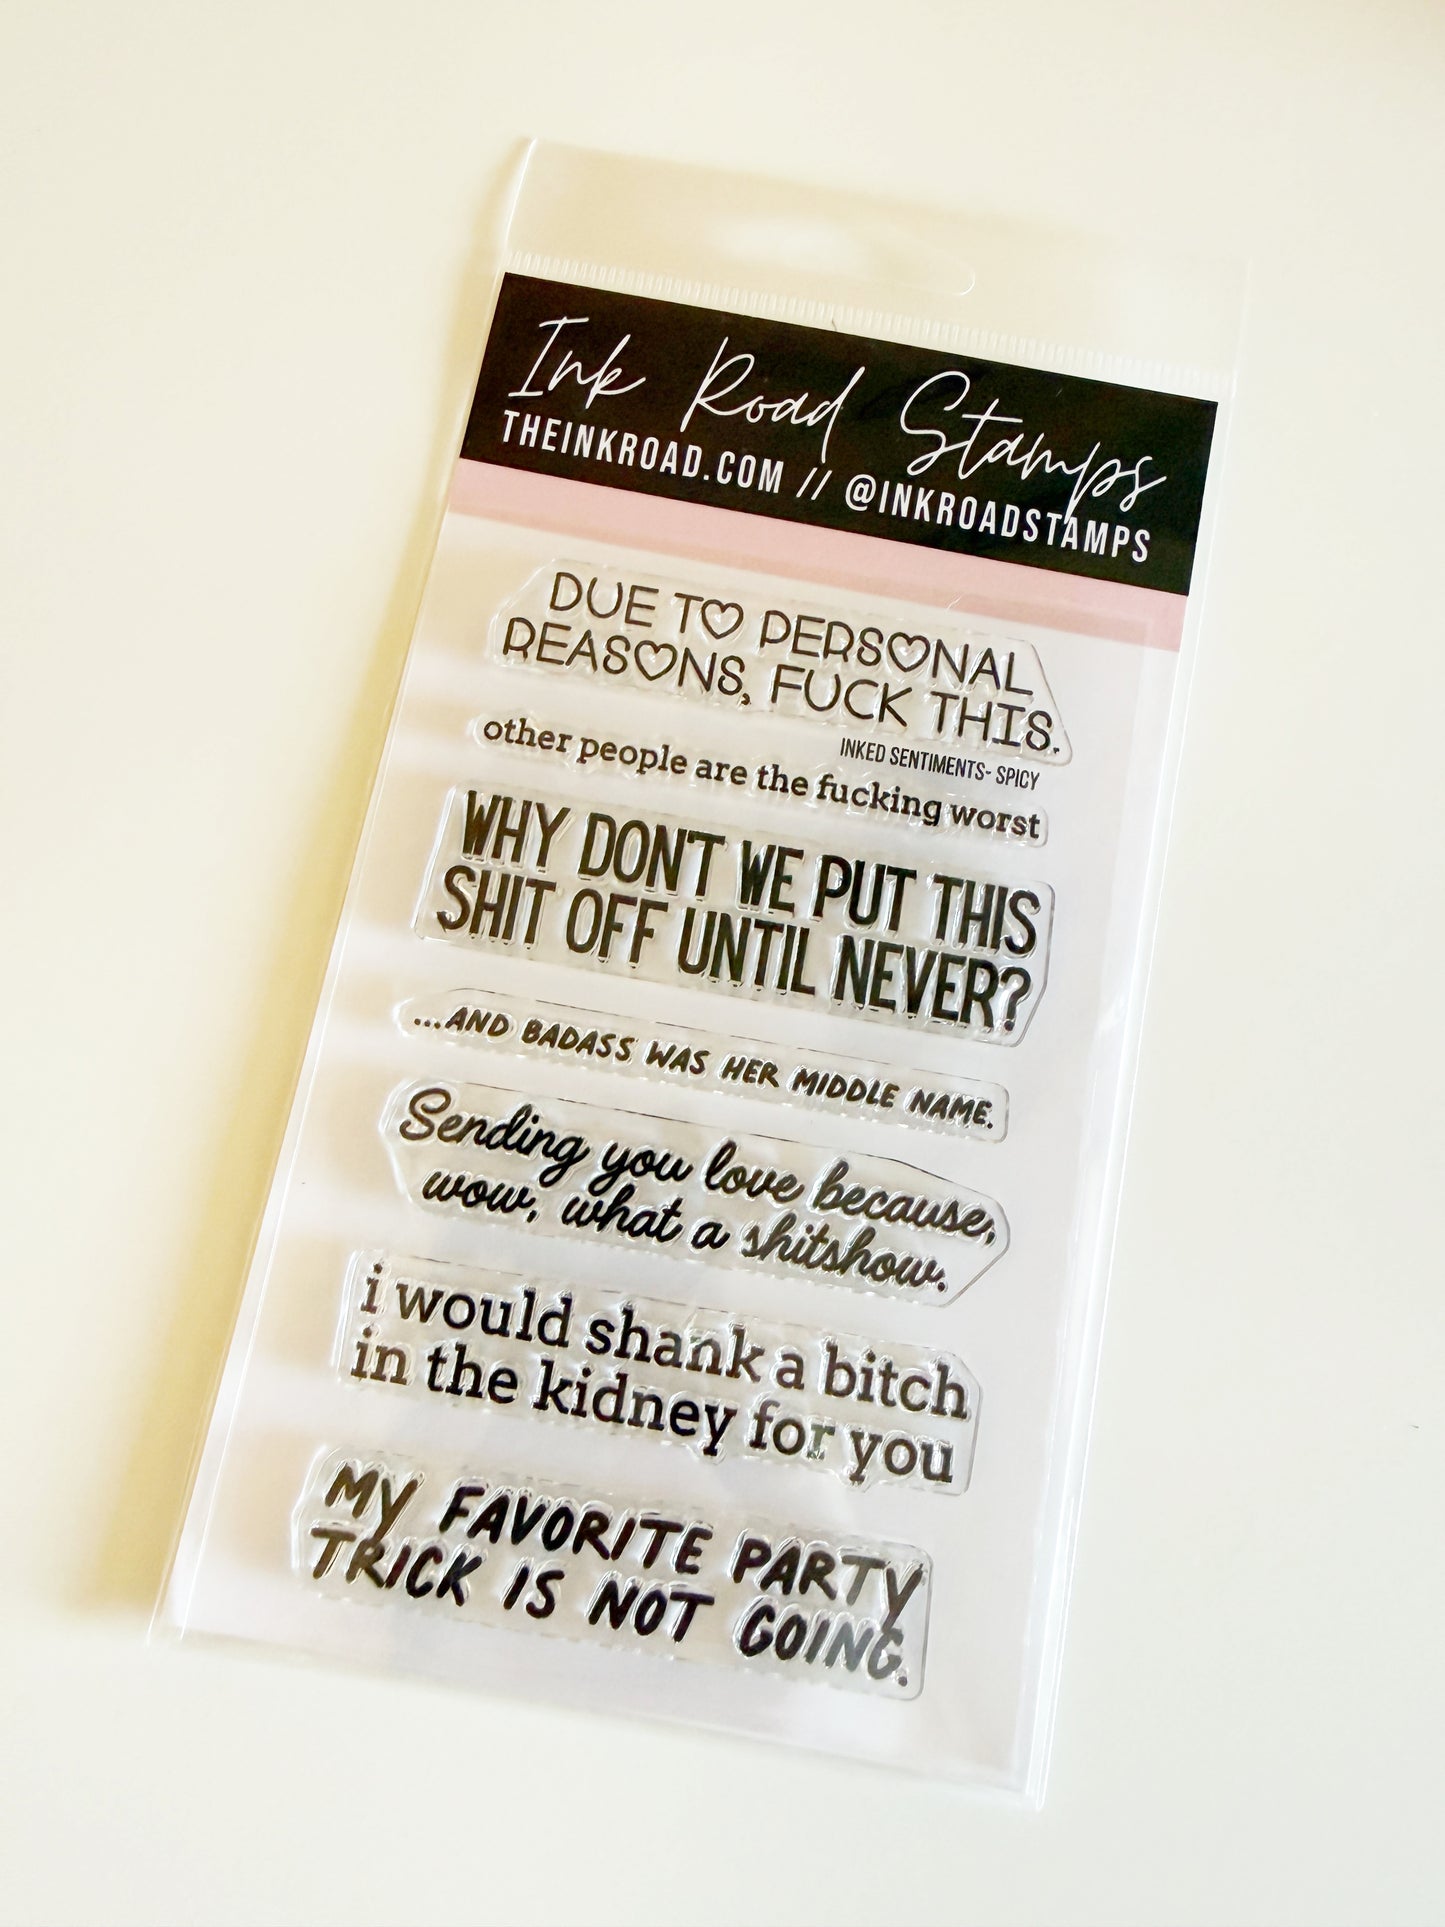 Ink Road Stamps
THEINKROAD.COM // @INKROADSTAMPS
DUE TO PERSONAL
REASONS, FUCK THIS.
INKED SENTIMENTS- SPICY
other people are the fucking worst
WHY DON'T WE PUT THIS
SHIT OFF UNTIL NEVER?
...AND BADASS WAS HER MIDDLE NAME.
Sending you love because,
wow, what a shitshow.
i would shank a bitch
in the kidney for you
MY FAVORITE PARTY
TRICK IS NOT GOING.